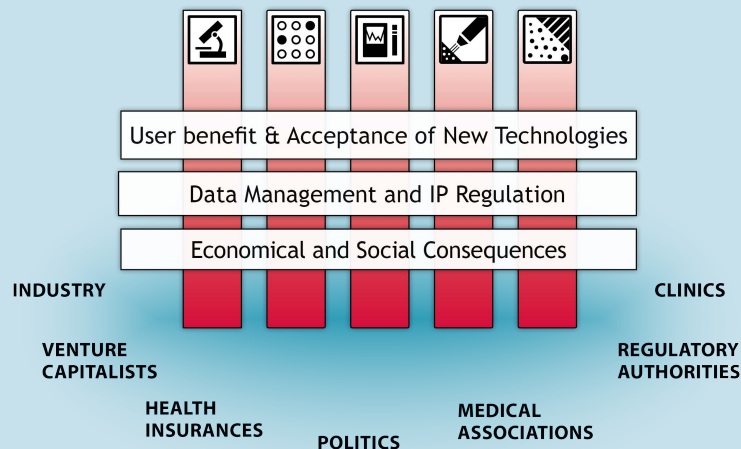 User benefit & Acceptance of New Technologies
Data Management and IP Regulation
Economical and Social Consequences
INDUSTRY
CLINICS
VENTURE
CAPITALISTS
REGULATORY
AUTHORITIES
HEALTH
INSURANCES
MEDICAL
ASSOCIATIONS
POLITICS